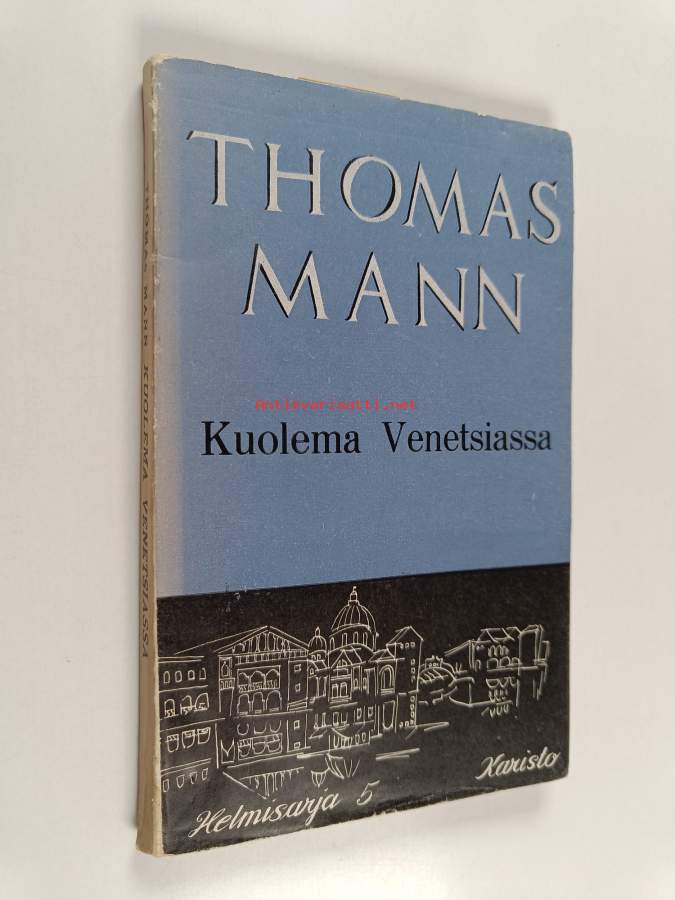 THOMAS
MANN
Antikvariaatti.net
Kuolema Venetsiassa
Helmisarja 5
Karisto
THOMAS MANN KUOLEMA VENETSIASSA